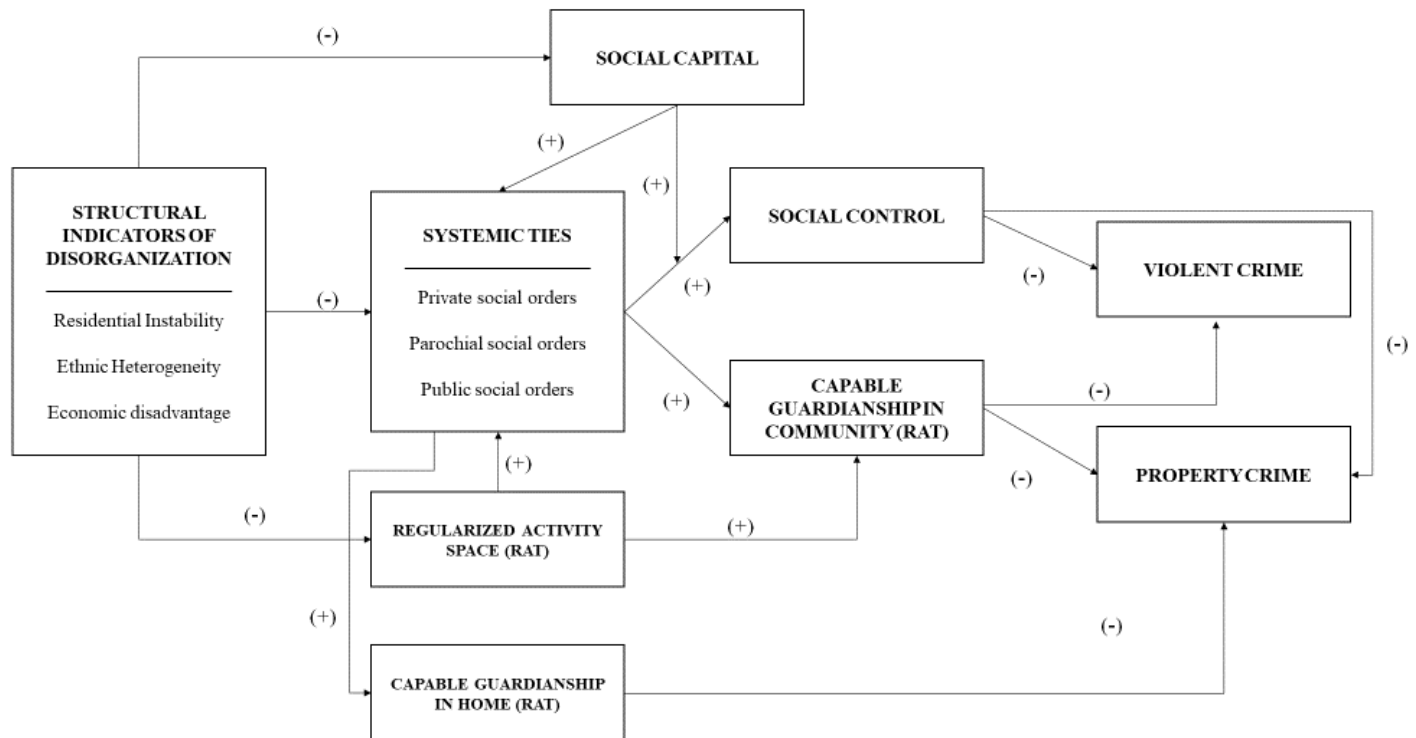 (-)
SOCIAL CAPITAL
(+)
(+)
STRUCTURAL
INDICATORS OF
DISORGANIZATION
Residential Instability
Ethnic Heterogeneity
Economic disadvantage
(-)
SYSTEMIC TIES
Private social orders
Parochial social orders
Public social orders
SOCIAL CONTROL
(+)
(-)
VIOLENT CRIME
(-)
(+)
CAPABLE
GUARDIANSHIP IN
COMMUNITY (RAT)
(-)
(-)
PROPERTY CRIME
(+)
(-)
REGULARIZED ACTIVITY
SPACE (RAT)
(+)
(+)
CAPABLE GUARDIANSHIP
IN HOME (RAT)
(-)